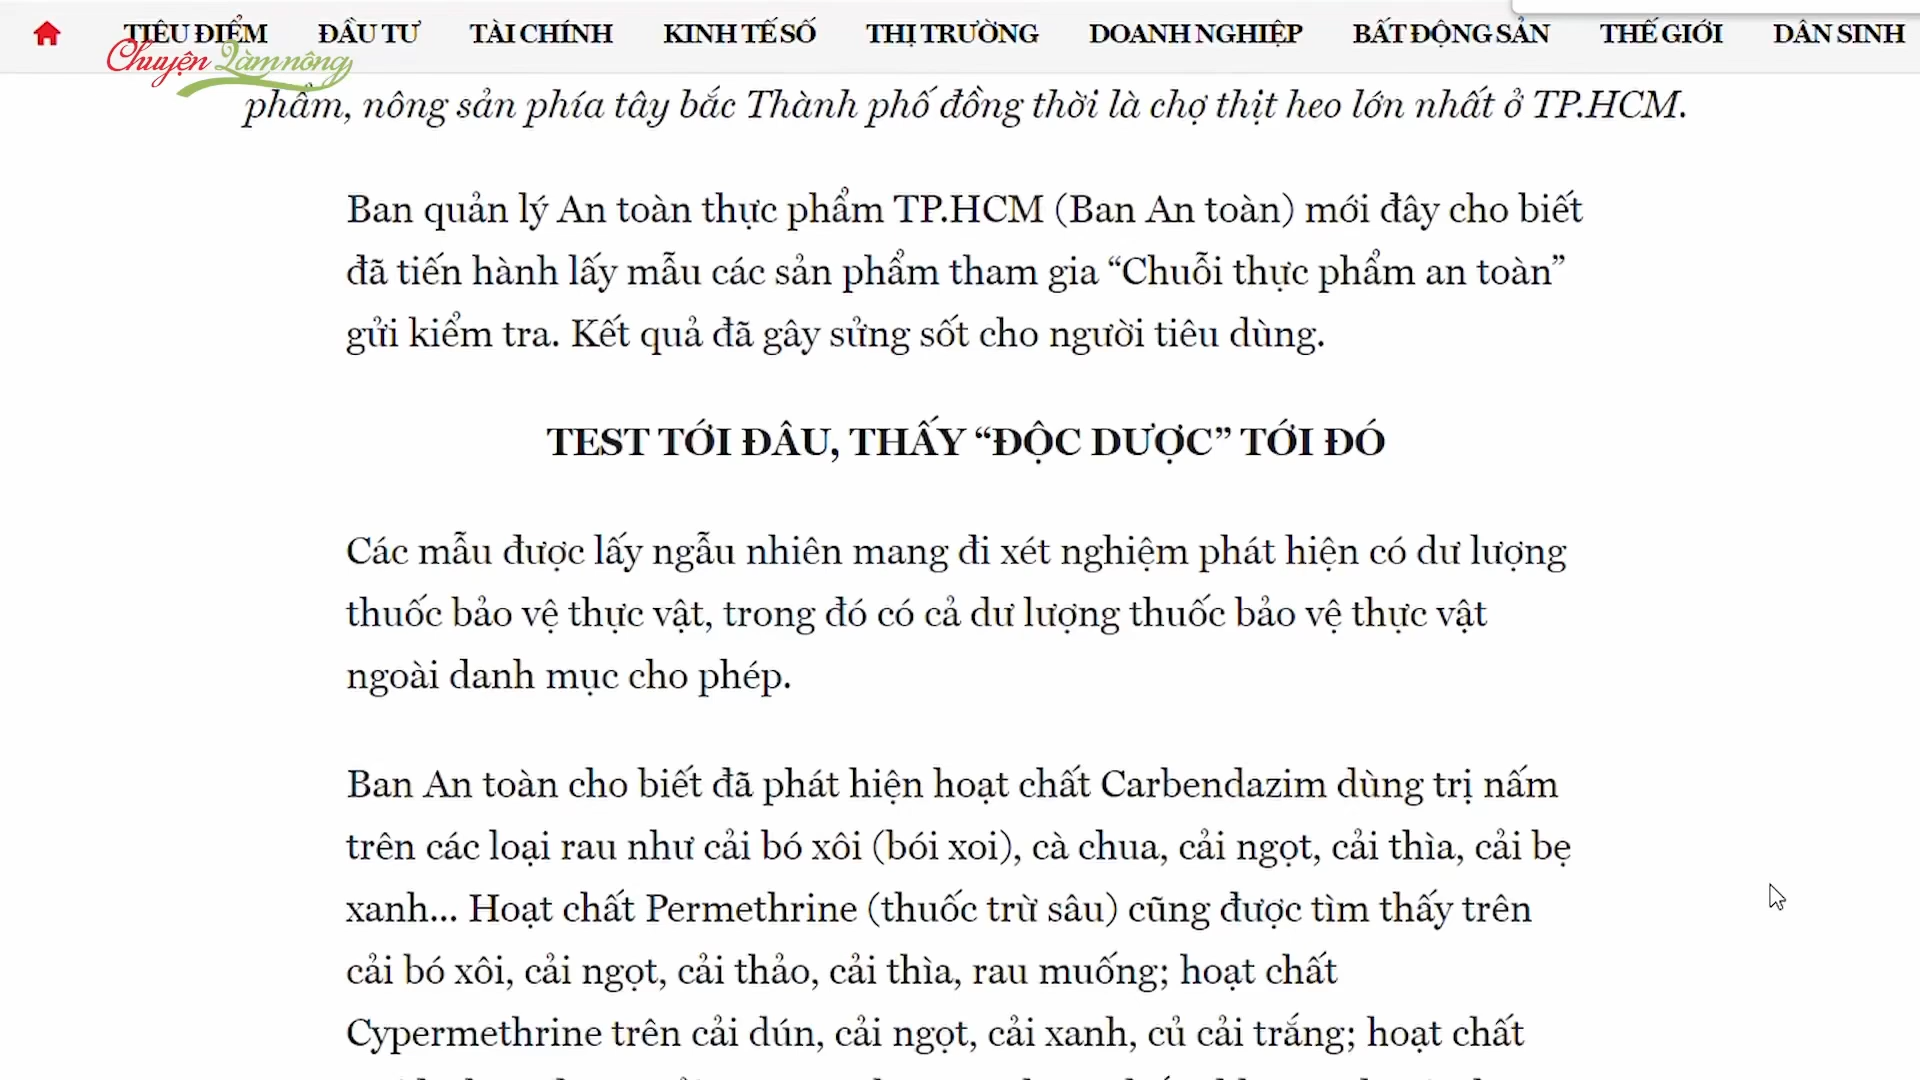 TIÊU ĐIỂM ĐẦU TƯ TÀI CHÍNH KINH TẾ SỐ THỊ TRƯỜNG DOANH NGHIỆP BẤT ĐỘNG SẢN THẾ GIỚI DÂN SINH
Chuyện Làm nông
phẩm, nông sản phía tây bắc Thành phố đồng thời là chợ thịt heo lớn nhất ở TP.HCM.
Ban quản lý An toàn thực phẩm TP.HCM (Ban An toàn) mới đây cho biết
đã tiến hành lấy mẫu các sản phẩm tham gia “Chuỗi thực phẩm an toàn”
gửi kiểm tra. Kết quả đã gây sửng sốt cho người tiêu dùng.
TEST TỚI ĐÂU, THẤY “ĐỘC DƯỢC” TỚI ĐÓ
Các mẫu được lấy ngẫu nhiên mang đi xét nghiệm phát hiện có dư lượng
thuốc bảo vệ thực vật, trong đó có cả dư lượng thuốc bảo vệ thực vật
ngoài danh mục cho phép.
Ban An toàn cho biết đã phát hiện hoạt chất Carbendazim dùng trị nấm
trên các loại rau như cải bó xôi (bói xoi), cà chua, cải ngọt, cải thìa, cải bẹ
xanh... Hoạt chất Permethrine (thuốc trừ sâu) cũng được tìm thấy trên
cải bó xôi, cải ngọt, cải thảo, cải thìa, rau muống; hoạt chất
Cypermethrine trên cải dún, cải ngọt, cải xanh, củ cải trắng; hoạt chất